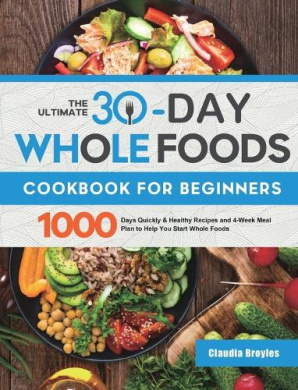 THE
ULTIMATE
30-DAY
WHOLE FOODS
COOKBOOK FOR BEGINNERS
1000
Days Quickly & Healthy Recipes and 4-Week Meal
Plan to Help You Start Whole Foods
Claudia Broyles